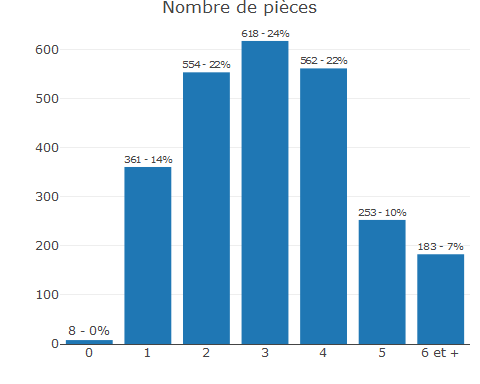 Nombre de pièces
618 - 24%
554 - 22%
562 - 22%
361 - 14%
253 - 10%
183 - 7%
8 - 0%
600
500
400
300
200
100
0
0 1 2 3 4 5 6 et +